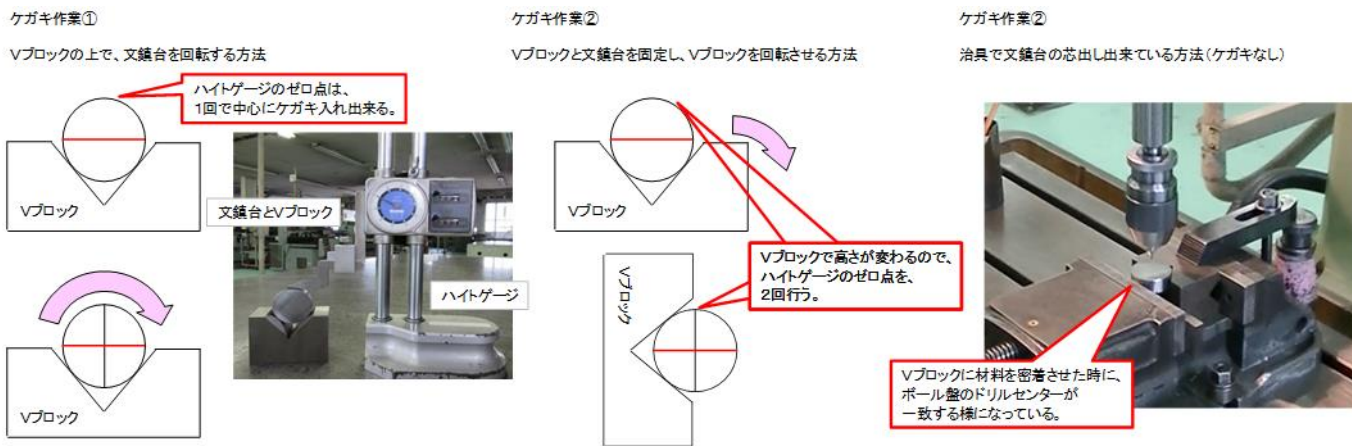 ケガキ作業①
Vブロックの上で、文鎮台を回転する方法
ハイトゲージのゼロ点は、
1回で中心にケガキ入れ出来る。
Vブロック
文鎮台とVブロック
ハイトゲージ
Vブロック
ケガキ作業②
Vブロックと文鎮台を固定し、Vブロックを回転させる方法
Vブロック
Vブロックで高さが変わるので、
ハイトゲージのゼロ点を、
2回行う。
Vブロック
ケガキ作業②
治具で文鎮台の芯出し出来ている方法(ケガキなし)
Vブロックに材料を密着させた時に、
ボール盤のドリルセンターが
一致する様になっている。